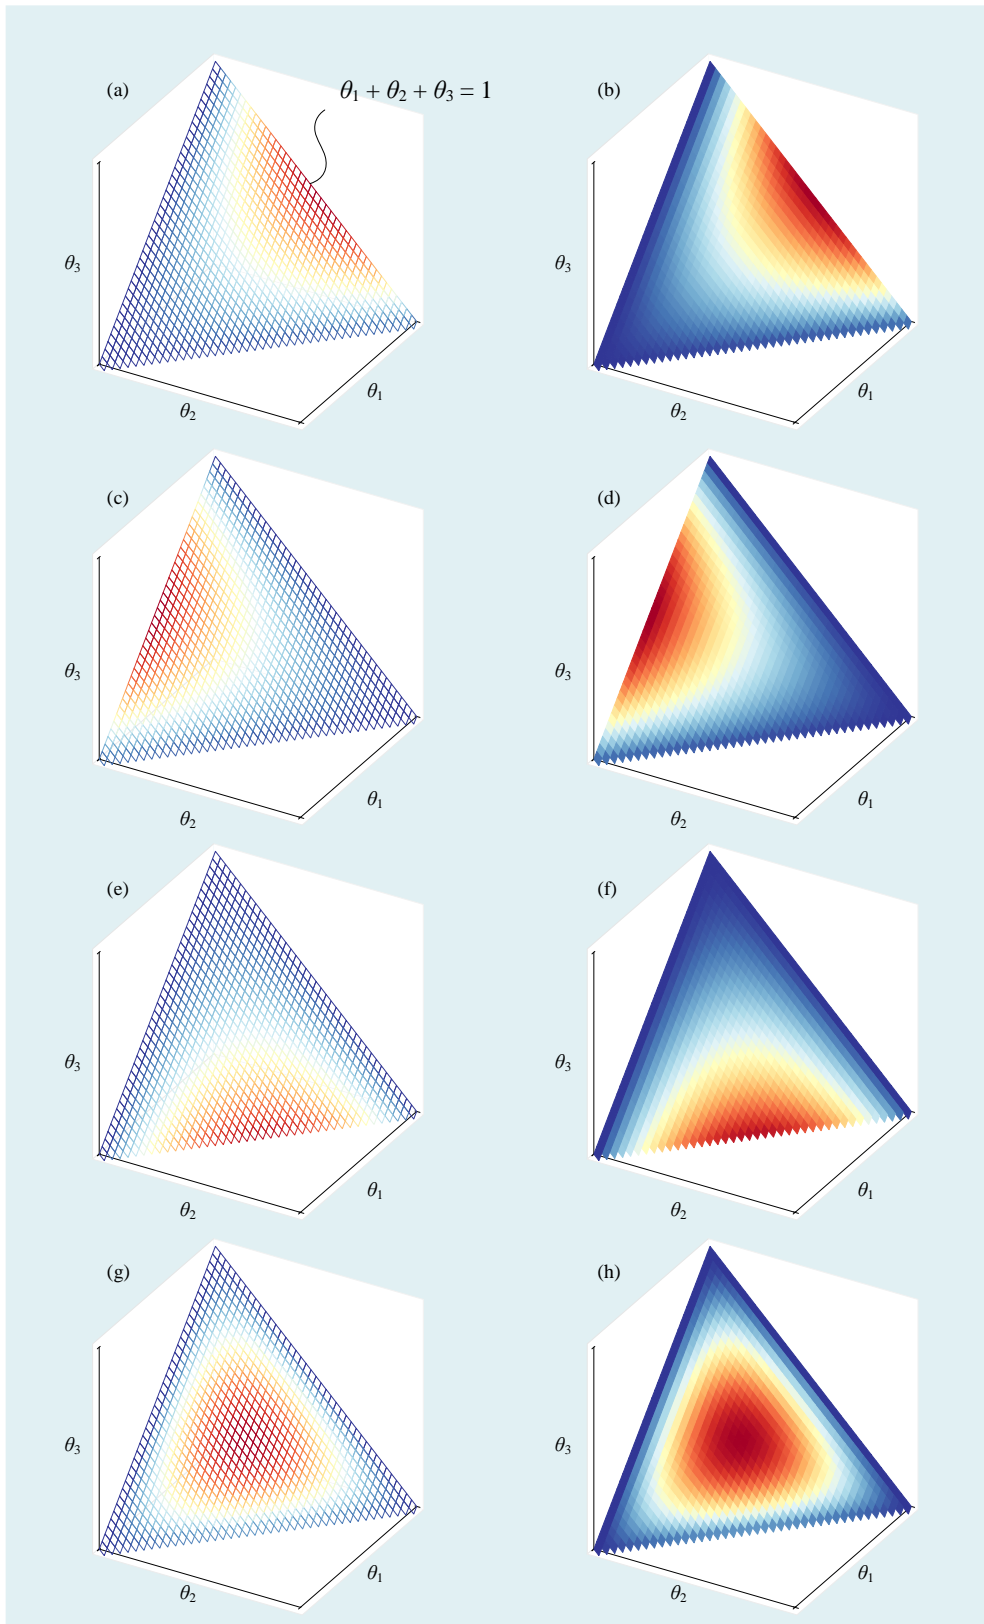 (a)
θ₁ + θ₂ + θ₃ = 1
(b)
θ₃
θ₃
θ₁
θ₁
θ₂
θ₂
(c)
(d)
θ₃
θ₃
θ₁
θ₁
θ₂
θ₂
(e)
(f)
θ₃
θ₃
θ₁
θ₁
θ₂
θ₂
(g)
(h)
θ₃
θ₃
θ₁
θ₁
θ₂
θ₂